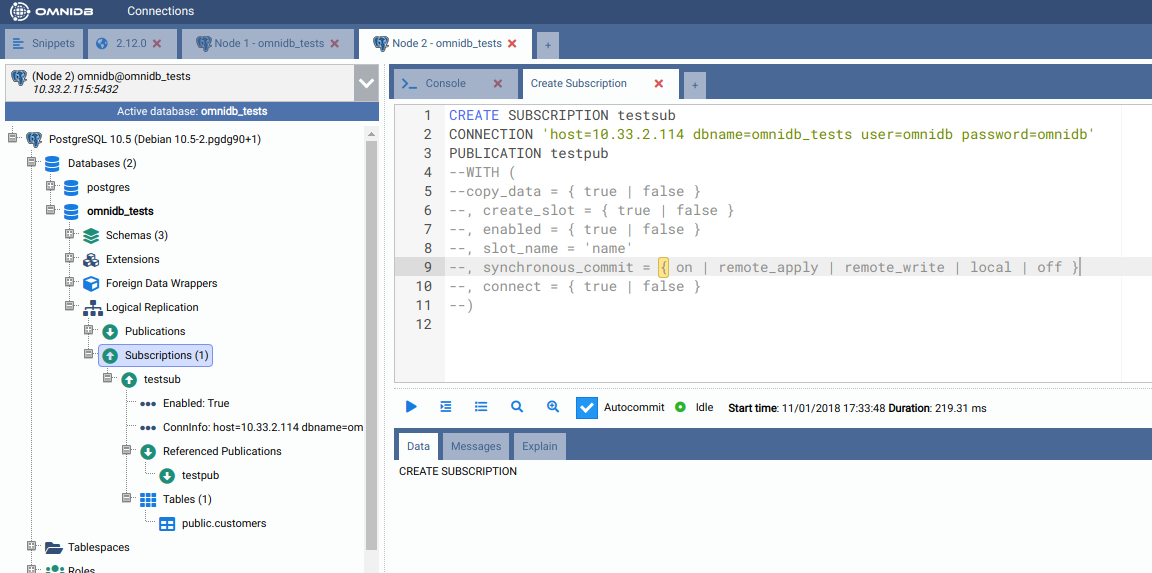 OMNIDB Connections
Snippets 2.12.0 Node 1 - omnidb_tests Node 2 - omnidb_tests +
(Node 2) omnidb@omnidb_tests
10.33.2.115:5432
Active database: omnidb_tests
PostgreSQL 10.5 (Debian 10.5-2.pgdg90+1)
Databases (2)
postgres
omnidb_tests
Schemas (3)
Extensions
Foreign Data Wrappers
Logical Replication
Publications
Subscriptions (1)
testsub
Enabled: True
ConnInfo: host=10.33.2.114 dbname=om
Referenced Publications
testpub
Tables (1)
public.customers
Tablespaces
Roles
Console Create Subscription +
1 CREATE SUBSCRIPTION testsub
2 CONNECTION 'host=10.33.2.114 dbname=omnidb_tests user=omnidb password=omnidb'
3 PUBLICATION testpub
4 --WITH (
5 --copy_data = { true | false }
6 --, create_slot = { true | false }
7 --, enabled = { true | false }
8 --, slot_name = 'name'
9 --, synchronous_commit = { on | remote_apply | remote_write | local | off }
10 --, connect = { true | false }
11 --)
12
Autocommit Idle Start time: 11/01/2018 17:33:48 Duration: 219.31 ms
Data Messages Explain
CREATE SUBSCRIPTION